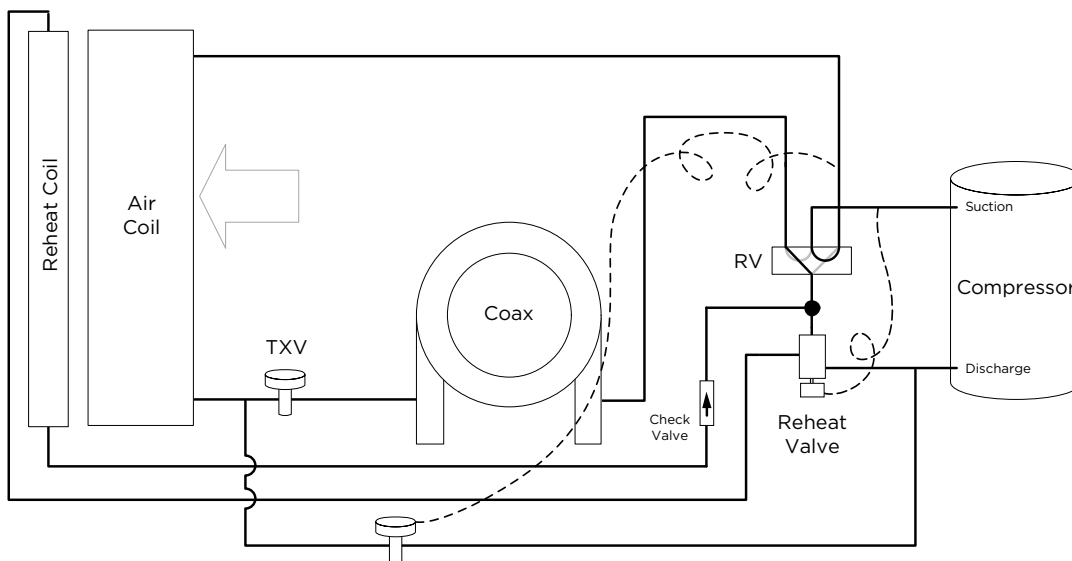 Reheat Coil
Air
Coil
TXV
Coax
Check
Valve
RV
Reheat
Valve
Suction
Compressor
Discharge